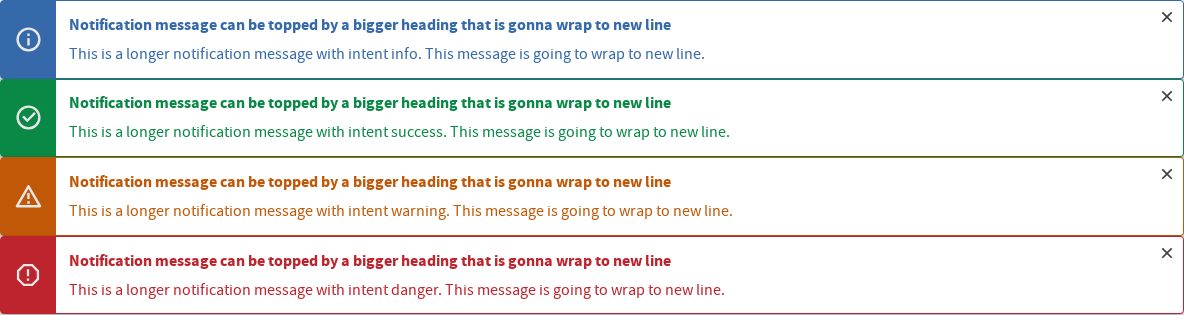 Notification message can be topped by a bigger heading that is gonna wrap to new line
This is a longer notification message with intent info. This message is going to wrap to new line.
Notification message can be topped by a bigger heading that is gonna wrap to new line
This is a longer notification message with intent success. This message is going to wrap to new line.
Notification message can be topped by a bigger heading that is gonna wrap to new line
This is a longer notification message with intent warning. This message is going to wrap to new line.
Notification message can be topped by a bigger heading that is gonna wrap to new line
This is a longer notification message with intent danger. This message is going to wrap to new line.